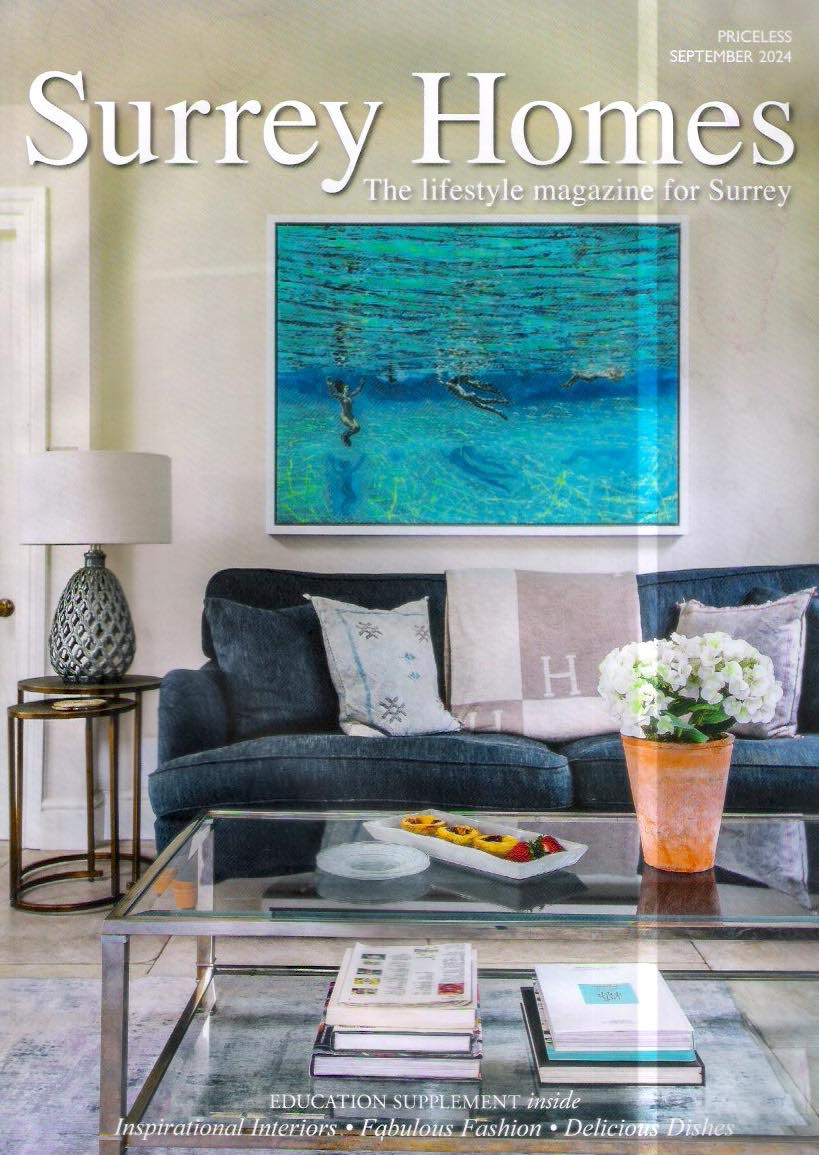 PRICELESS
SEPTEMBER 2024
Surrey Homes
The lifestyle magazine for Surrey
H
EDUCATION SUPPLEMENT inside
Inspirational Interiors • Fabulous Fashion • Delicious Dishes